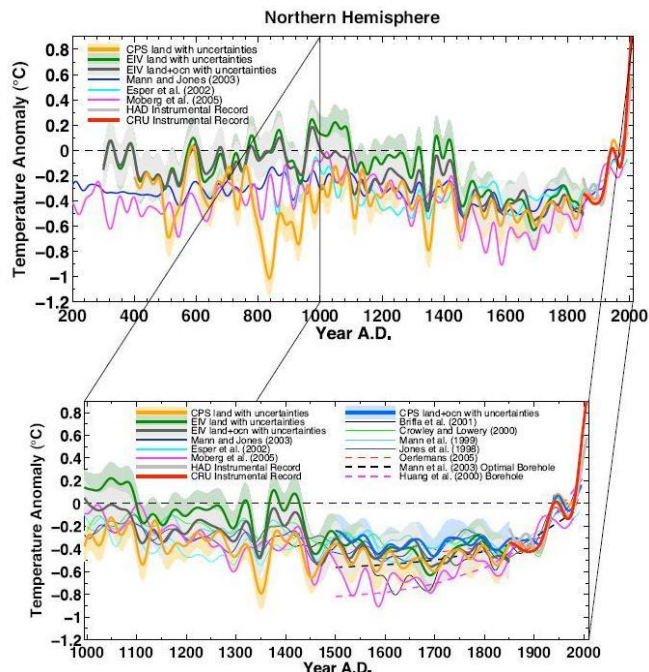 Northern Hemisphere
0.8
0.6
0.4
0.2
0
−0.2
−0.4
−0.6
−0.8
−1
−1.2
Temperature Anomaly (°C)
CPS land with uncertainties
EIV land with uncertainties
EIV land+ocn with uncertainties
Mann and Jones (2003)
Esper et al. (2002)
Moberg et al. (2005)
HAD Instrumental Record
CRU Instrumental Record
200 400 600 800 1000 1200 1400 1600 1800 2000
Year A.D.
0.8
0.6
0.4
0.2
0
−0.2
−0.4
−0.6
−0.8
−1
−1.2
Temperature Anomaly (°C)
CPS land with uncertainties
EIV land with uncertainties
EIV land+ocn with uncertainties
Mann and Jones (2003)
Esper et al. (2002)
Moberg et al. (2005)
HAD Instrumental Record
CRU Instrumental Record
CPS land+ocn with uncertainties
Briffa et al. (2001)
Crowley and Lowery (2000)
Mann et al. (1999)
Jones et al. (1998)
Oerlemans (2005)
Mann et al. (2003) Optimal Borehole
Huang et al. (2000) Borehole
1000 1100 1200 1300 1400 1500 1600 1700 1800 1900 2000
Year A.D.